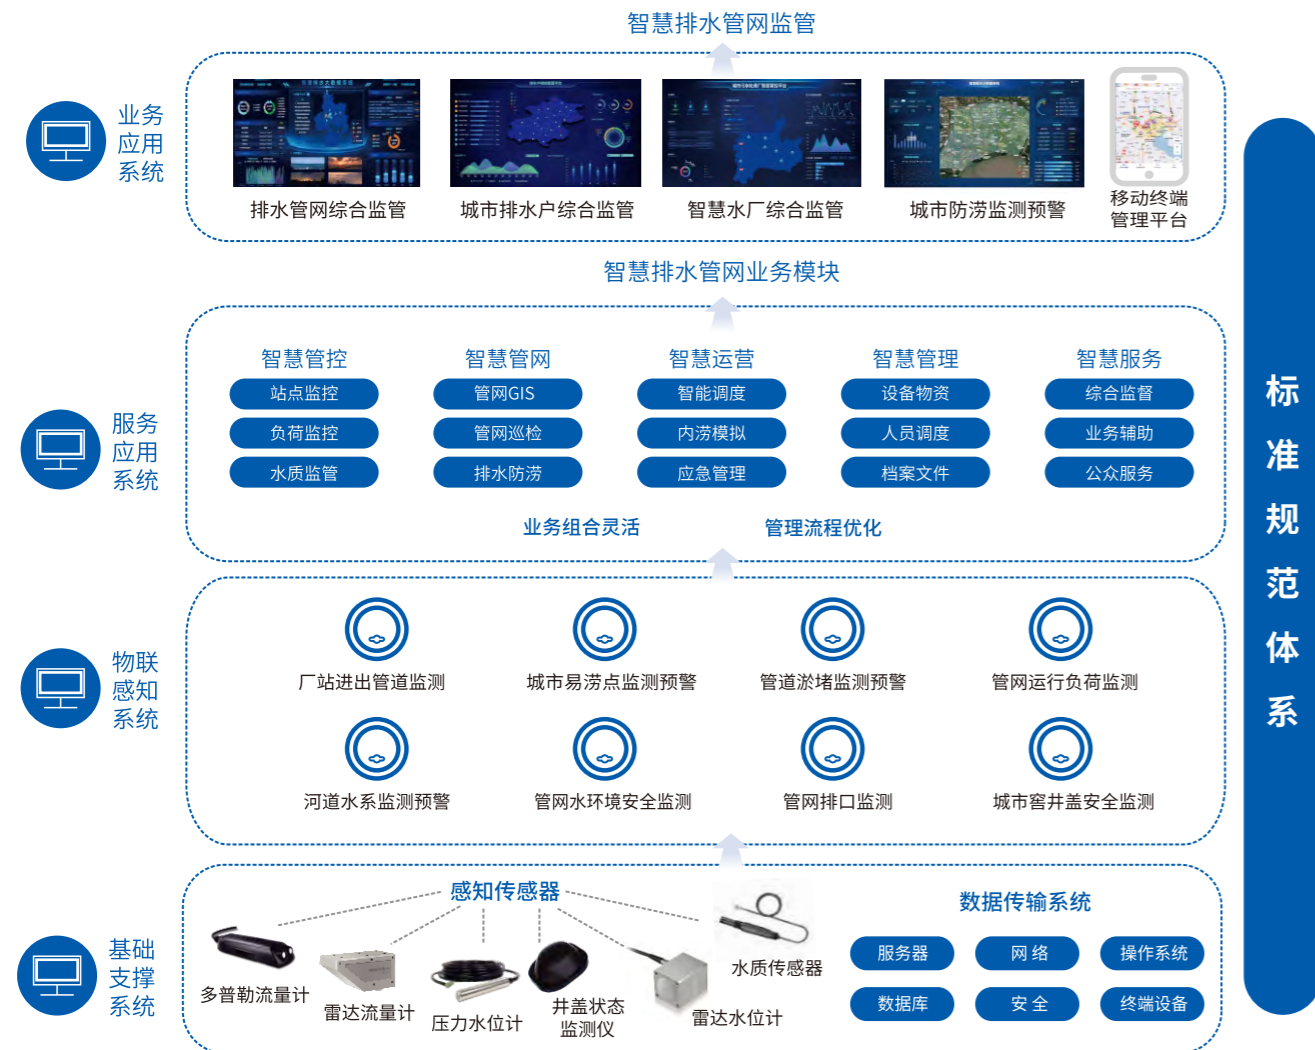 智慧排水管网监管
业务
应用
系统
排水管网综合监管
城市排水户综合监管
智慧水厂综合监管
城市防涝监测预警
移动终端
管理平台
智慧排水管网业务模块
服务
应用
系统
智慧管控
站点监控
负荷监控
水质监管
智慧管网
管网GIS
管网巡检
排水防涝
智慧运营
智能调度
内涝模拟
应急管理
智慧管理
设备物资
人员调度
档案文件
智慧服务
综合监督
业务辅助
公众服务
业务组合灵活
管理流程优化
物联
感知
系统
厂站进出管道监测
城市易涝点监测预警
管道淤堵监测预警
管网运行负荷监测
河道水系监测预警
管网水环境安全监测
管网排口监测
城市窨井盖安全监测
基础
支撑
系统
感知传感器
多普勒流量计
雷达流量计
压力水位计
井盖状态
监测仪
雷达水位计
水质传感器
数据传输系统
服务器
网 络
操作系统
数据库
安 全
终端设备
标准规范体系